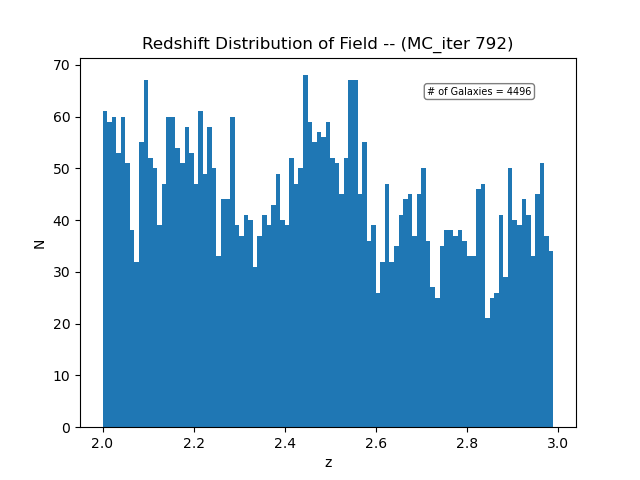 Redshift Distribution of Field -- (MC_iter 792)
# of Galaxies = 4496
70
60
50
40
30
20
10
0
N
2.0 2.2 2.4 2.6 2.8 3.0
z